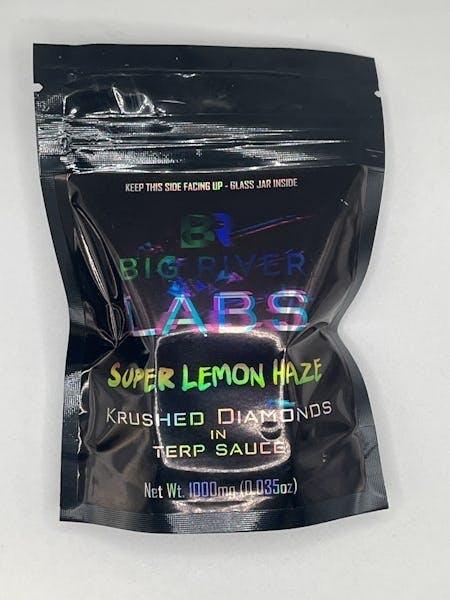 KEEP THIS SIDE FACING UP - GLASS JAR INSIDE
BR
BIG RIVER
LABS
SUPER LEMON HAZE
KRUSHED DIAMONDS
IN
TERP SAUCE
Net Wt. 1000mg (0.035oz)